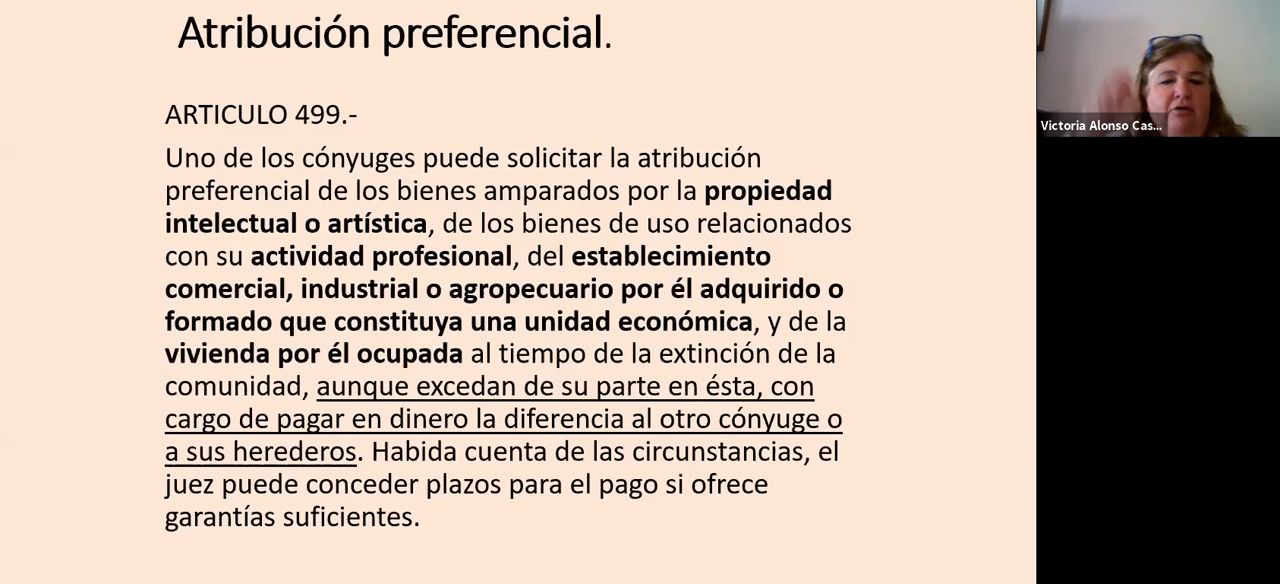 Atribución preferencial.
ARTICULO 499.-
Uno de los cónyuges puede solicitar la atribución
preferencial de los bienes amparados por la propiedad
intelectual o artística, de los bienes de uso relacionados
con su actividad profesional, del establecimiento
comercial, industrial o agropecuario por él adquirido o
formado que constituya una unidad económica, y de la
vivienda por él ocupada al tiempo de la extinción de la
comunidad, aunque excedan de su parte en ésta, con
cargo de pagar en dinero la diferencia al otro cónyuge o
a sus herederos. Habida cuenta de las circunstancias, el
juez puede conceder plazos para el pago si ofrece
garantías suficientes.
Victoria Alonso Cas...